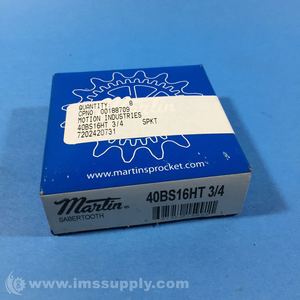 QUANTITY: 8
CPNO 00188709
MOTION INDUSTRIES
40BS16HT 3/4 SPKT
7202420731
www.martinsprocket.com
Martin
SABERTOOTH
40BS16HT 3/4
© www.imssupply.com